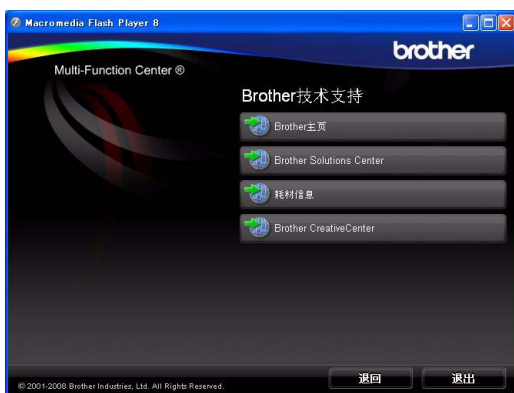 Macromedia Flash Player 8
brother
Multi-Function Center ®
Brother技术支持
Brother主页
Brother Solutions Center
耗材信息
Brother CreativeCenter
© 2001-2008 Brother Industries, Ltd. All Rights Reserved.
退回
退出